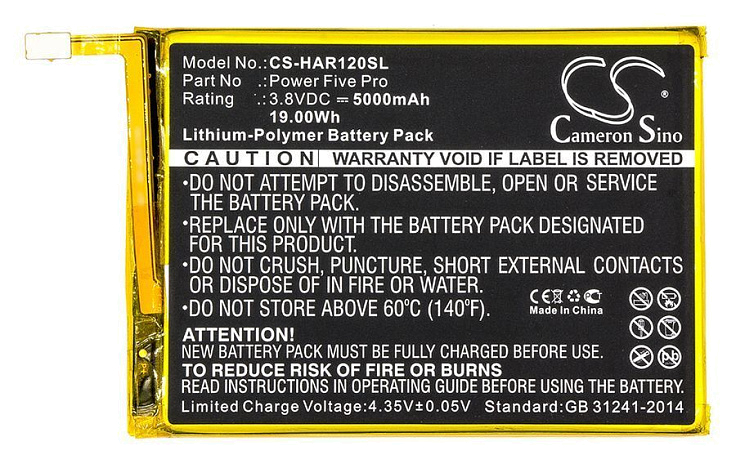 Model No.:CS-HAR120SL
Part No .:Power Five Pro
Rating .:3.8VDC ⎓ 5000mAh
19.00Wh
Lithium-Polymer Battery Pack
CS
®
Cameron Sino
CAUTION WARRANTY VOID IF LABEL IS REMOVED
•DO NOT ATTEMPT TO DISASSEMBLE, OPEN OR SERVICE
THE BATTERY PACK.
•REPLACE ONLY WITH THE BATTERY PACK DESIGNATED
FOR THIS PRODUCT.
•DO NOT CRUSH, PUNCTURE, SHORT EXTERNAL CONTACTS
OR DISPOSE OF IN FIRE OR WATER.
•DO NOT STORE ABOVE 60°C (140°F).
CE
Made In China
ATTENTION!
NEW BATTERY PACK MUST BE FULLY CHARGED BEFORE USE.
TO REDUCE RISK OF FIRE OR BURNS
READ INSTRUCTIONS IN OPERATING GUIDE BEFORE USING BATTERY.
Limited Charge Voltage:4.35V±0.05V Standard:GB 31241-2014